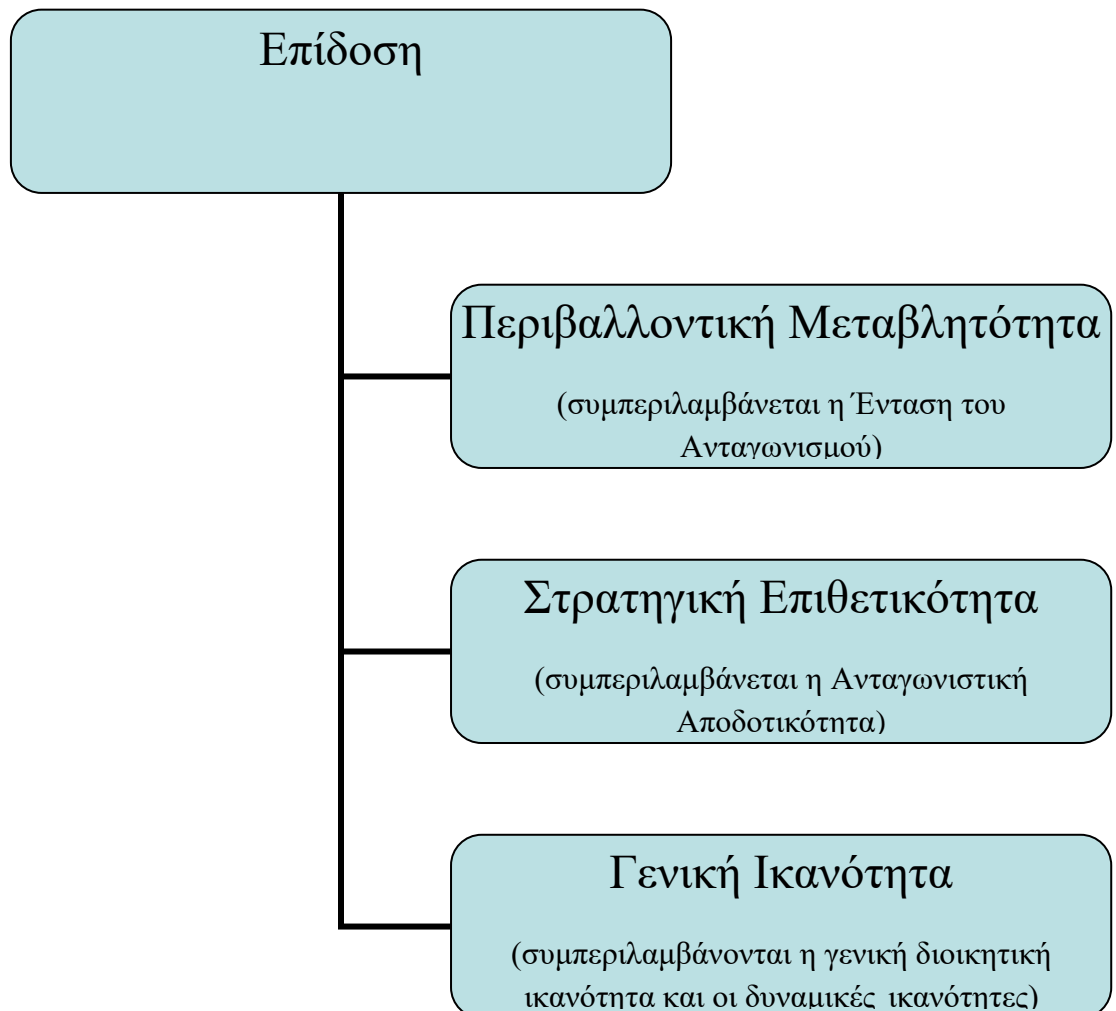 Επίδοση
Περιβαλλοντική Μεταβλητότητα
(συμπεριλαμβάνεται η Ένταση του
Ανταγωνισμού)
Στρατηγική Επιθετικότητα
(συμπεριλαμβάνεται η Ανταγωνιστική
Αποδοτικότητα)
Γενική Ικανότητα
(συμπεριλαμβάνονται η γενική διοικητική
ικανότητα και οι δυναμικές ικανότητες)